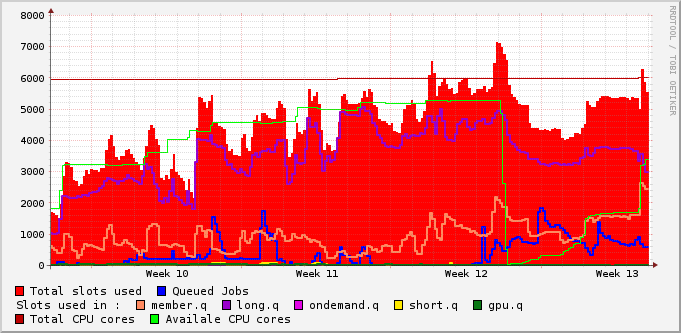 8000
7000
6000
5000
4000
3000
2000
1000
0
Week 10 Week 11 Week 12 Week 13
RRDTOOL / TOBI OETIKER
Total slots used Queued Jobs
Slots used in : member.q long.q ondemand.q short.q gpu.q
Total CPU cores Availale CPU cores